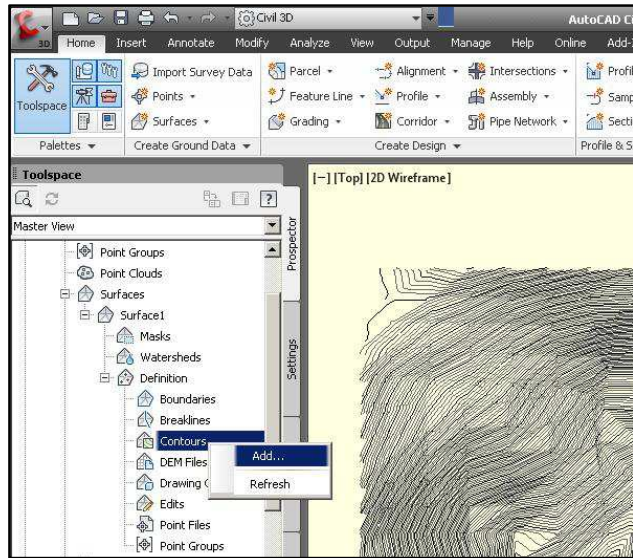 Civil 3D
AutoCAD Ci
3D
Home Insert Annotate Modify Analyze View Output Manage Help Online Add-
Toolspace
Import Survey Data
Points
Surfaces
Parcel
Feature Line
Grading
Alignment
Profile
Corridor
Intersections
Assembly
Pipe Network
Profil
Samp
Secti
Palettes
Create Ground Data
Create Design
Profile & S
Toolspace
[−] [Top] [2D Wireframe]
?
Master View
Prospector
Settings
Point Groups
Point Clouds
Surfaces
Surface1
Masks
Watersheds
Definition
Boundaries
Breaklines
Contours
Add...
DEM Files
Drawing
Refresh
Edits
Point Files
Point Groups